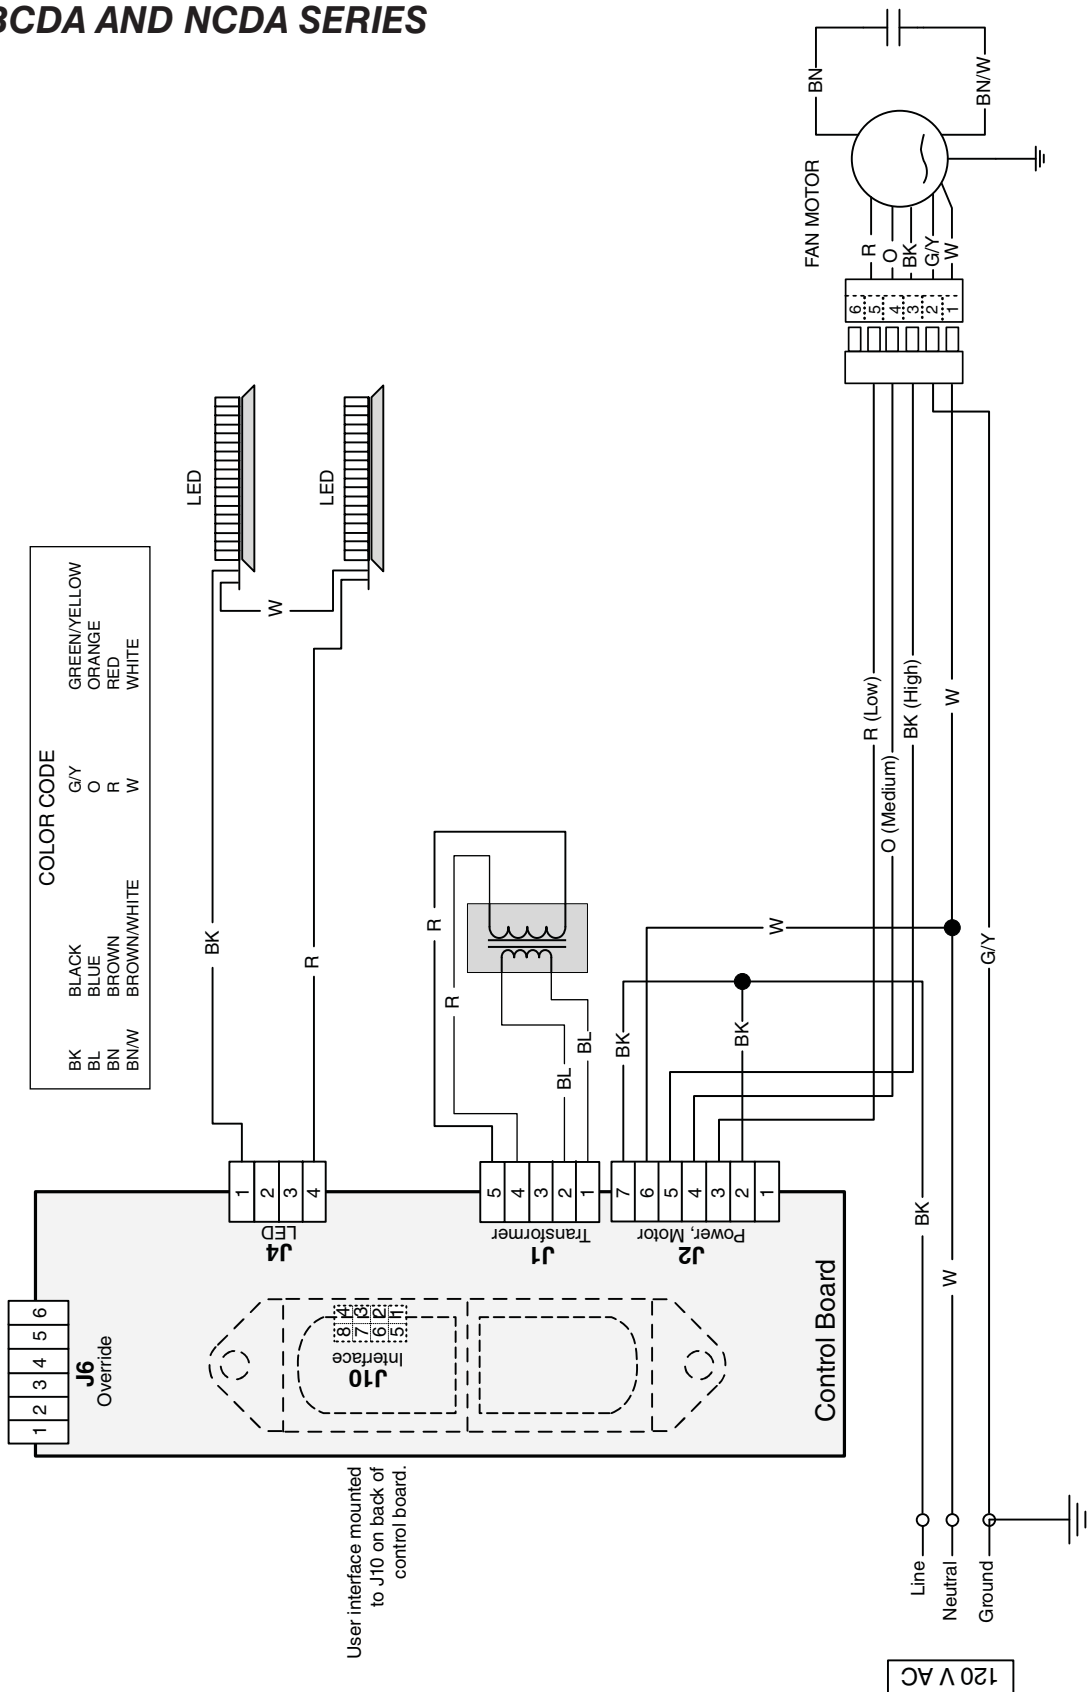 BCDA AND NCDA SERIES
COLOR CODE
BK BLACK G/Y GREEN/YELLOW
BL BLUE O ORANGE
BN BROWN R RED
BN/W BROWN/WHITE W WHITE
LED
LED
BK
W
R
FAN MOTOR
BN
BN/W
R
O
BK
G/Y
W
6
5
4
3
2
1
R (Low)
O (Medium)
BK (High)
W
G/Y
R
R
BL
BL
BK
BK
W
1
2
3
4
J4
LED
5
4
3
2
1
J1
Transformer
7
6
5
4
3
2
1
J2
Power, Motor
1 2 3 4 5 6
J6
Override
J10
Interface
8 4
7 3
6 2
5 1
Control Board
User interface mounted
to J10 on back of
control board.
BK
W
Line
Neutral
Ground
120 V AC